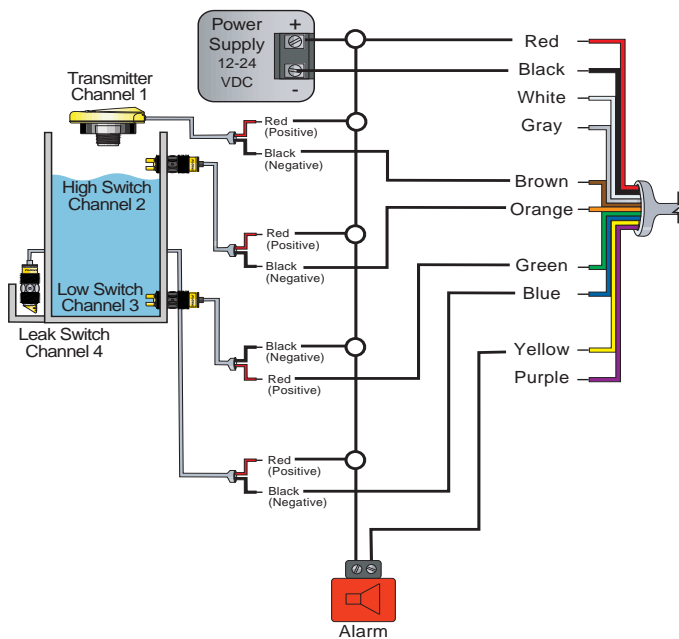 Power
Supply
12-24
VDC
+
-
Transmitter
Channel 1
High Switch
Channel 2
Low Switch
Channel 3
Leak Switch
Channel 4
Red
(Positive)
Black
(Negative)
Red
(Positive)
Black
(Negative)
Black
(Negative)
Red
(Positive)
Red
(Positive)
Black
(Negative)
Red
Black
White
Gray
Brown
Orange
Green
Blue
Yellow
Purple
Alarm